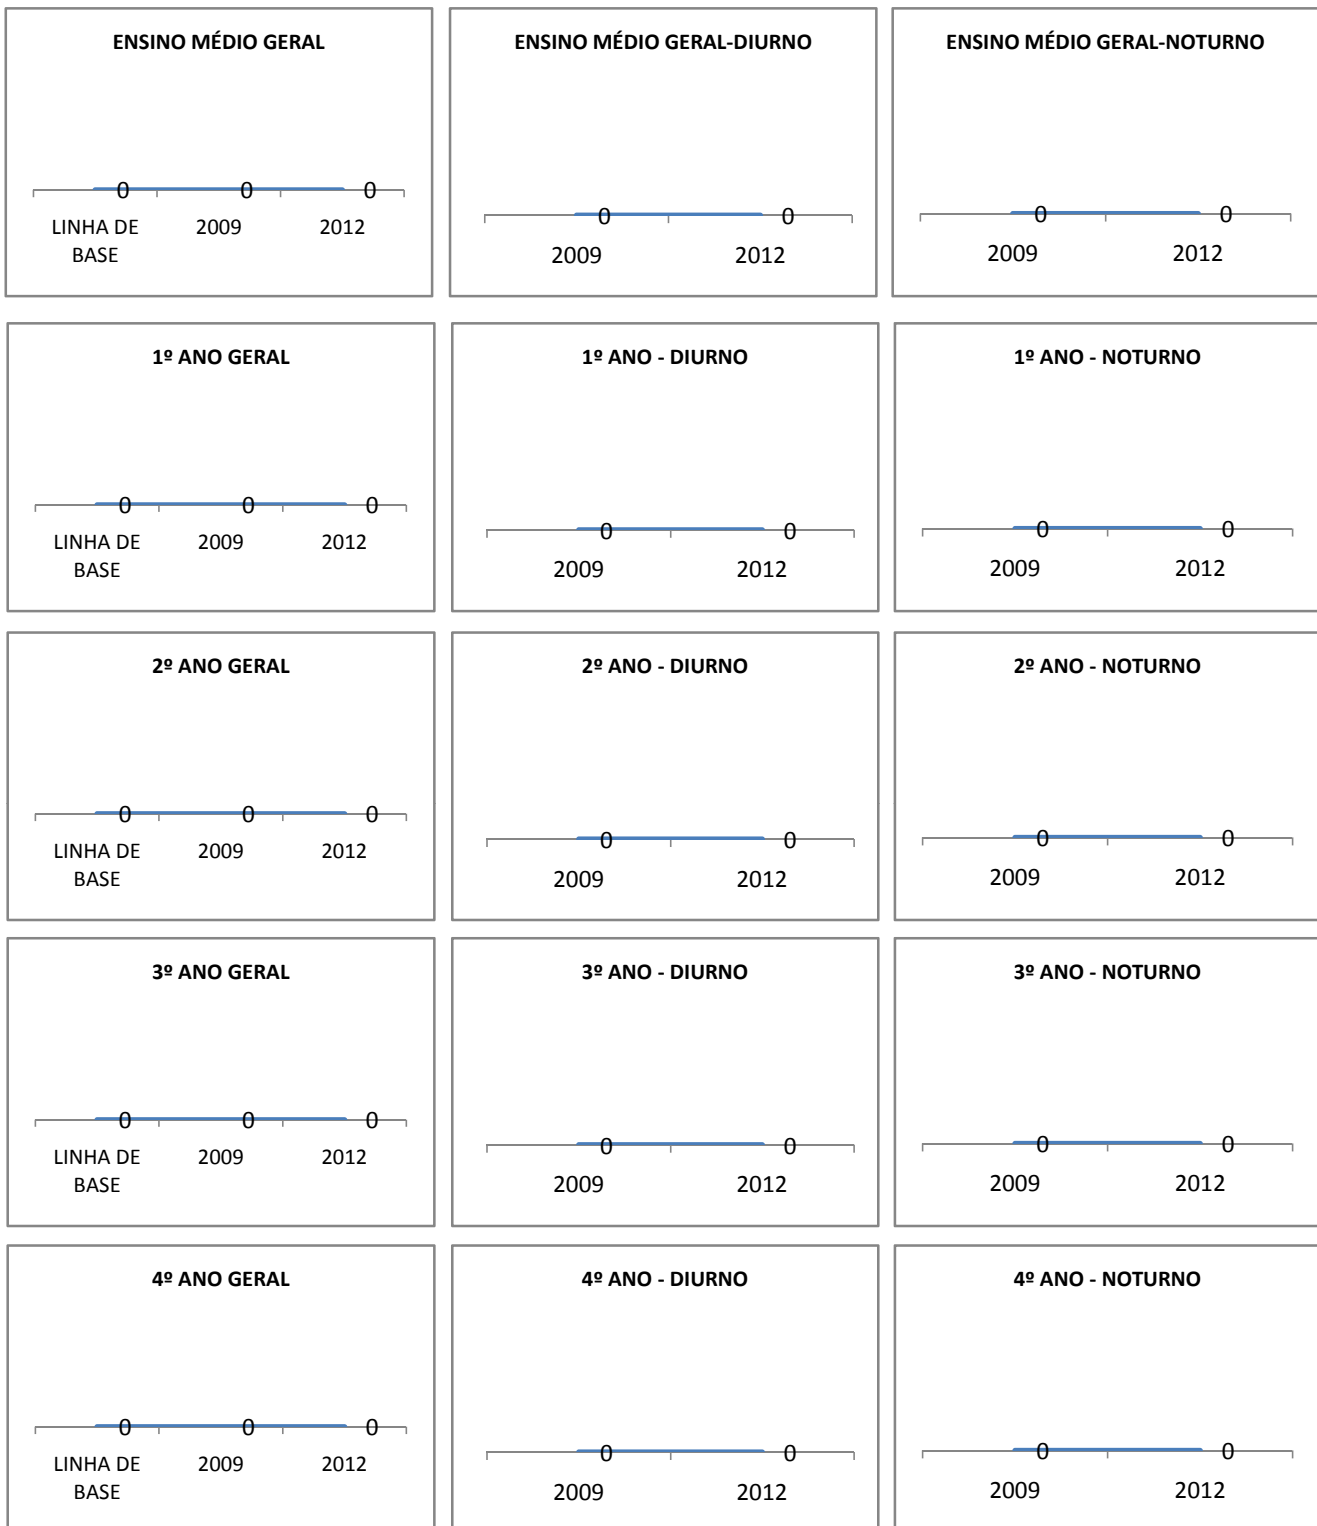 ENSINO MÉDIO GERAL
0 0 0
LINHA DE BASE 2009 2012
ENSINO MÉDIO GERAL-DIURNO
0 0
2009 2012
ENSINO MÉDIO GERAL-NOTURNO
0 0
2009 2012
1º ANO GERAL
0 0 0
LINHA DE BASE 2009 2012
1º ANO - DIURNO
0 0
2009 2012
1º ANO - NOTURNO
0 0
2009 2012
2º ANO GERAL
0 0 0
LINHA DE BASE 2009 2012
2º ANO - DIURNO
0 0
2009 2012
2º ANO - NOTURNO
0 0
2009 2012
3º ANO GERAL
0 0 0
LINHA DE BASE 2009 2012
3º ANO - DIURNO
0 0
2009 2012
3º ANO - NOTURNO
0 0
2009 2012
4º ANO GERAL
0 0 0
LINHA DE BASE 2009 2012
4º ANO - DIURNO
0 0
2009 2012
4º ANO - NOTURNO
0 0
2009 2012